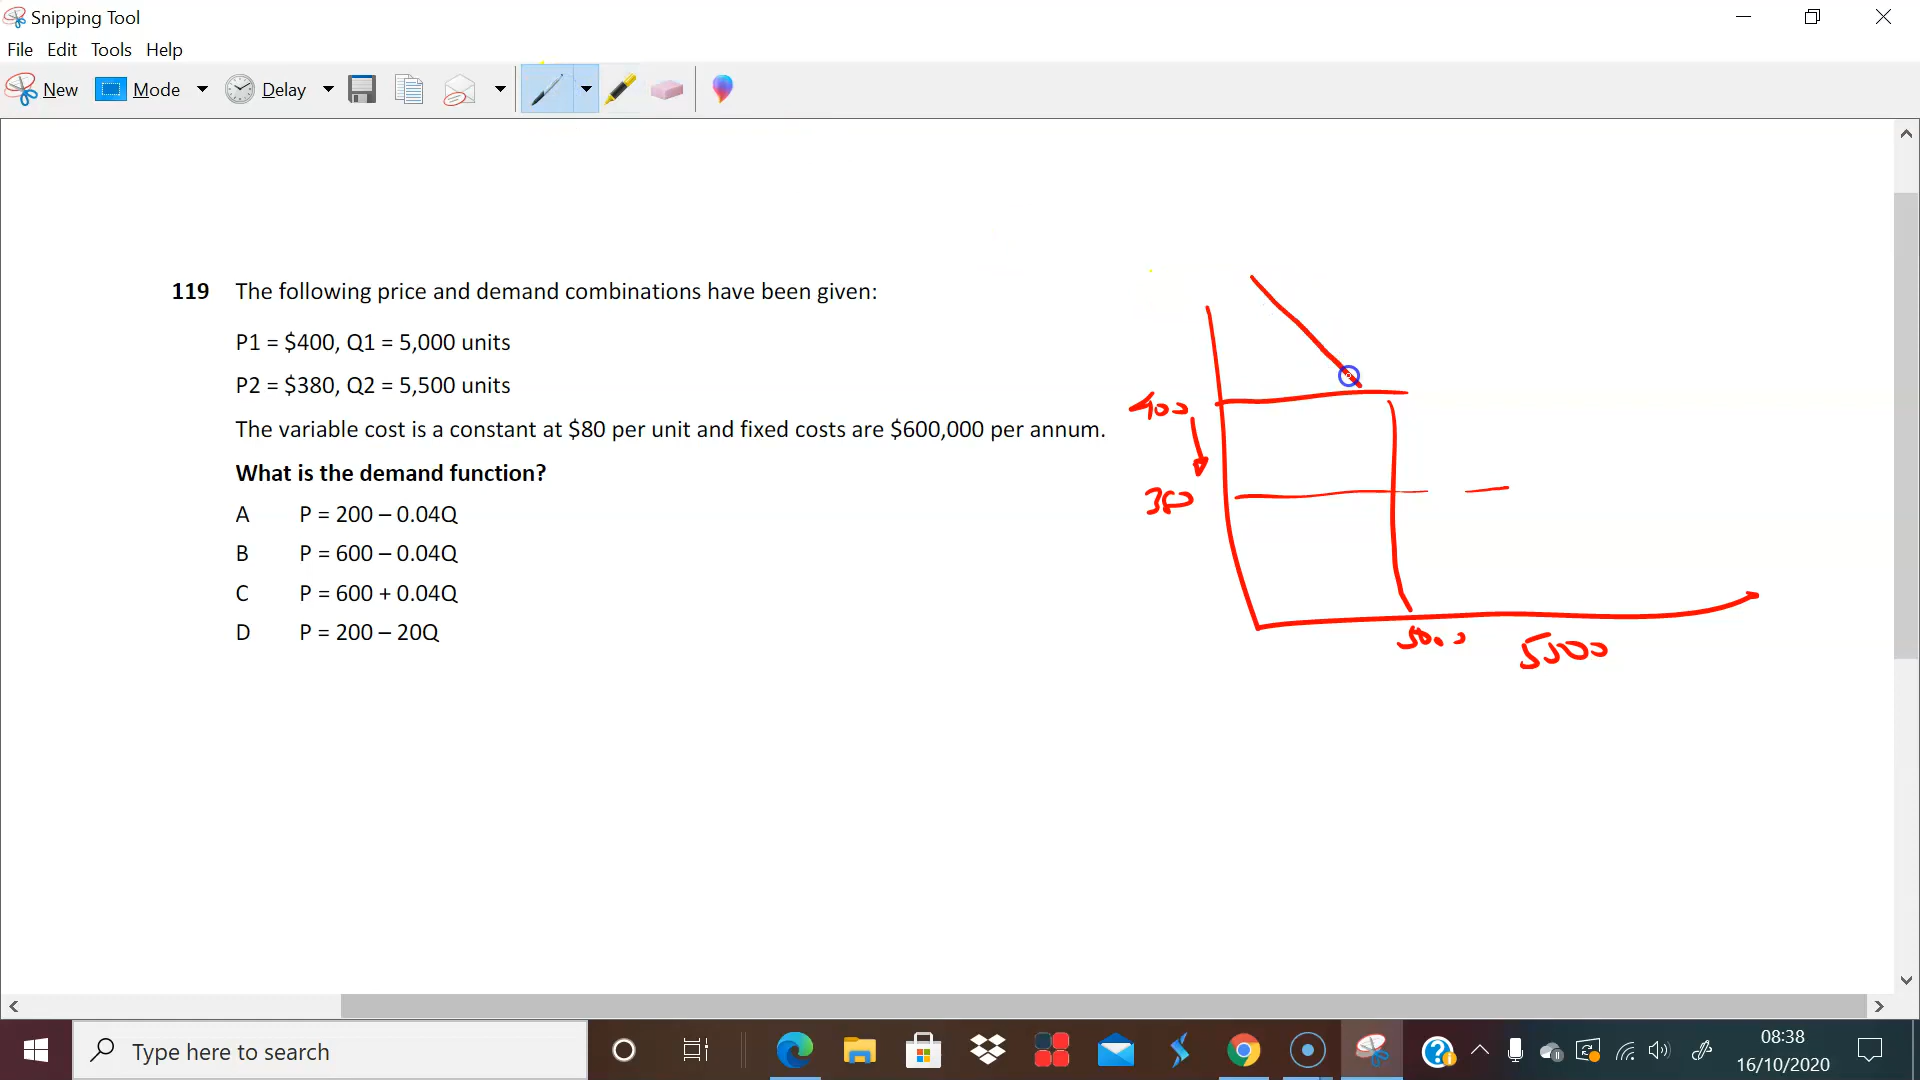 Snipping Tool
File Edit Tools Help
New Mode Delay
119 The following price and demand combinations have been given:
P1 = $400, Q1 = 5,000 units
P2 = $380, Q2 = 5,500 units
The variable cost is a constant at $80 per unit and fixed costs are $600,000 per annum.
What is the demand function?
A P = 200 – 0.04Q
B P = 600 – 0.04Q
C P = 600 + 0.04Q
D P = 200 – 20Q
400
380
5000
5500
Type here to search
08:38
16/10/2020